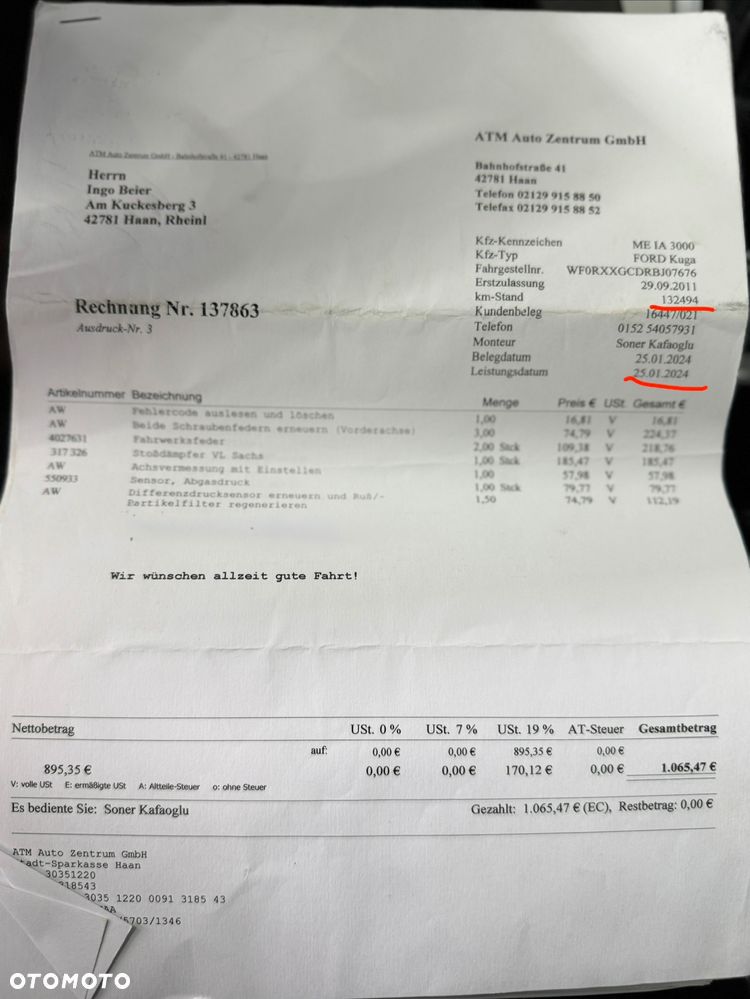 ATM Auto Zentrum GmbH - Bahnhofstraße 41 - 42781 Haan
Herrn
Ingo Beier
Am Kuckesberg 3
42781 Haan, Rheinl
ATM Auto Zentrum GmbH
Bahnhofstraße 41
42781 Haan
Telefon 02129 915 88 50
Telefax 02129 915 88 52
Kfz-Kennzeichen ME IA 3000
Kfz-Typ FORD Kuga
Fahrgestellnr. WF0RXXGCDRBJ07676
Erstzulassung 29.09.2011
km-Stand 132494
Kundenbeleg 16447/021
Telefon 0152 54057931
Monteur Soner Kafaoglu
Belegdatum 25.01.2024
Leistungsdatum 25.01.2024
Rechnung Nr. 137863
Ausdruck-Nr. 3
Artikelnummer Bezeichnung Menge Preis € USt. Gesamt €
AW Fehlercode auslesen und löschen 1,00 16,81 V 16,81
AW Beide Schraubenfedern erneuern (Vorderachse) 3,00 74,79 V 224,37
4027631 Fahrwerksfeder 2,00 Stck 109,38 V 218,76
317 326 Stoßdämpfer VL Sachs 1,00 Stck 185,47 V 185,47
AW Achsvermessung mit Einstellen 1,00 57,98 V 57,98
550933 Sensor, Abgasdruck 1,00 Stck 79,77 V 79,77
AW Differenzdrucksensor erneuern und Ruß/- 1,50 74,79 V 112,19
Partikelfilter regenerieren
Wir wünschen allzeit gute Fahrt!
Nettobetrag USt. 0 % USt. 7 % USt. 19 % AT-Steuer Gesamtbetrag
auf: 0,00 € 0,00 € 895,35 € 0,00 €
895,35 € 0,00 € 0,00 € 170,12 € 0,00 € 1.065,47 €
V: volle USt E: ermäßigte USt A: Altteile-Steuer o: ohne Steuer
Es bediente Sie: Soner Kafaoglu Gezahlt: 1.065,47 € (EC), Restbetrag: 0,00 €
ATM Auto Zentrum GmbH
tadt-Sparkasse Haan
30351220
318543
3035 1220 0091 3185 43
5703/1346
OTOMOTO